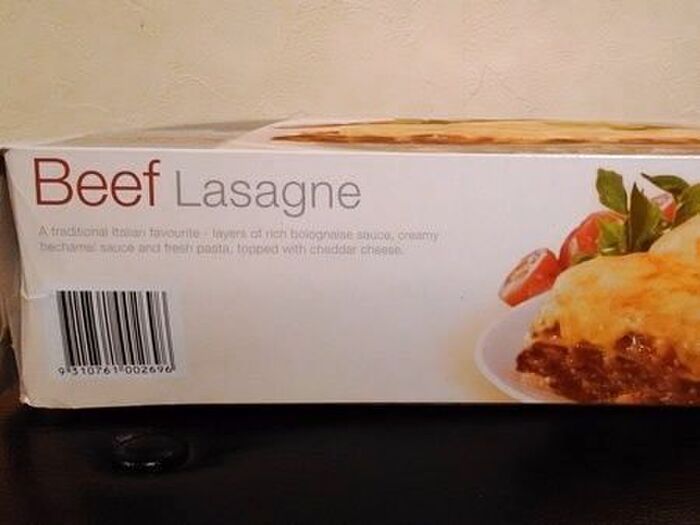 Beef Lasagne
A traditional Italian favourite - layers of rich bolognaise sauce, creamy
bechamel sauce and fresh pasta, topped with cheddar cheese.
9 310761 002696